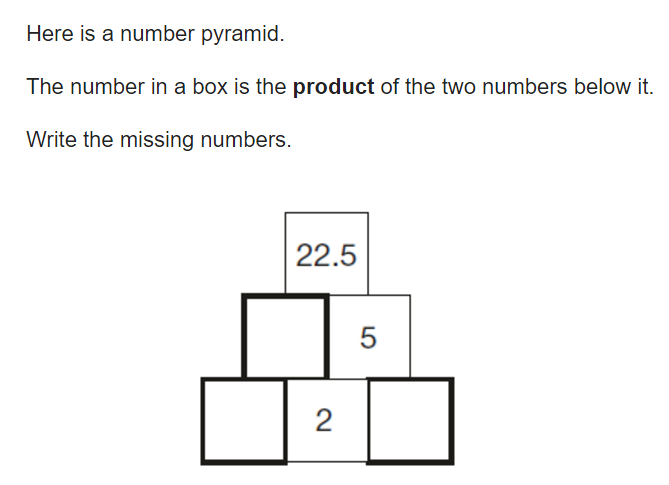 Here is a number pyramid.
The number in a box is the product of the two numbers below it.
Write the missing numbers.
22.5
5
2